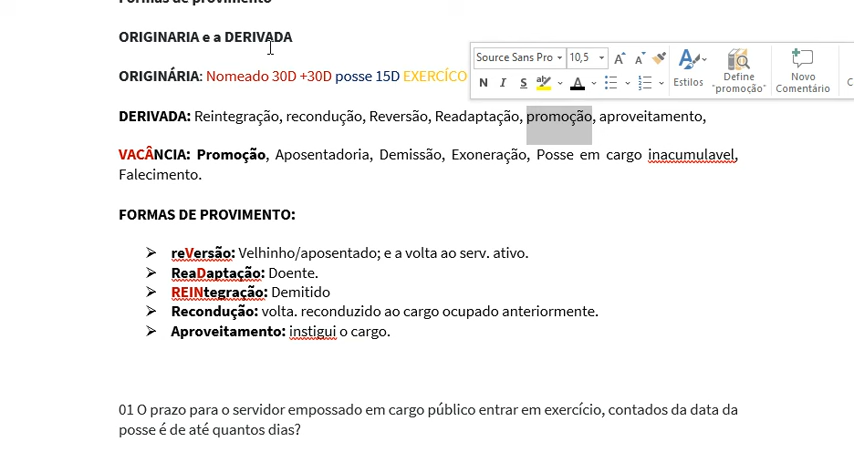 Formas de provimento
ORIGINARIA e a DERIVADA
ORIGINÁRIA: Nomeado 30D +30D posse 15D EXERCÍCO
Source Sans Pro 10,5
N I S Estilos Define "promoção" Novo Comentário C
DERIVADA: Reintegração, recondução, Reversão, Readaptação, promoção, aproveitamento,
VACÂNCIA: Promoção, Aposentadoria, Demissão, Exoneração, Posse em cargo inacumulavel,
Falecimento.
FORMAS DE PROVIMENTO:
➢ reVersão: Velhinho/aposentado; e a volta ao serv. ativo.
➢ ReaDaptação: Doente.
➢ REINtegração: Demitido
➢ Recondução: volta. reconduzido ao cargo ocupado anteriormente.
➢ Aproveitamento: instigui o cargo.
01 O prazo para o servidor empossado em cargo público entrar em exercício, contados da data da
posse é de até quantos dias?